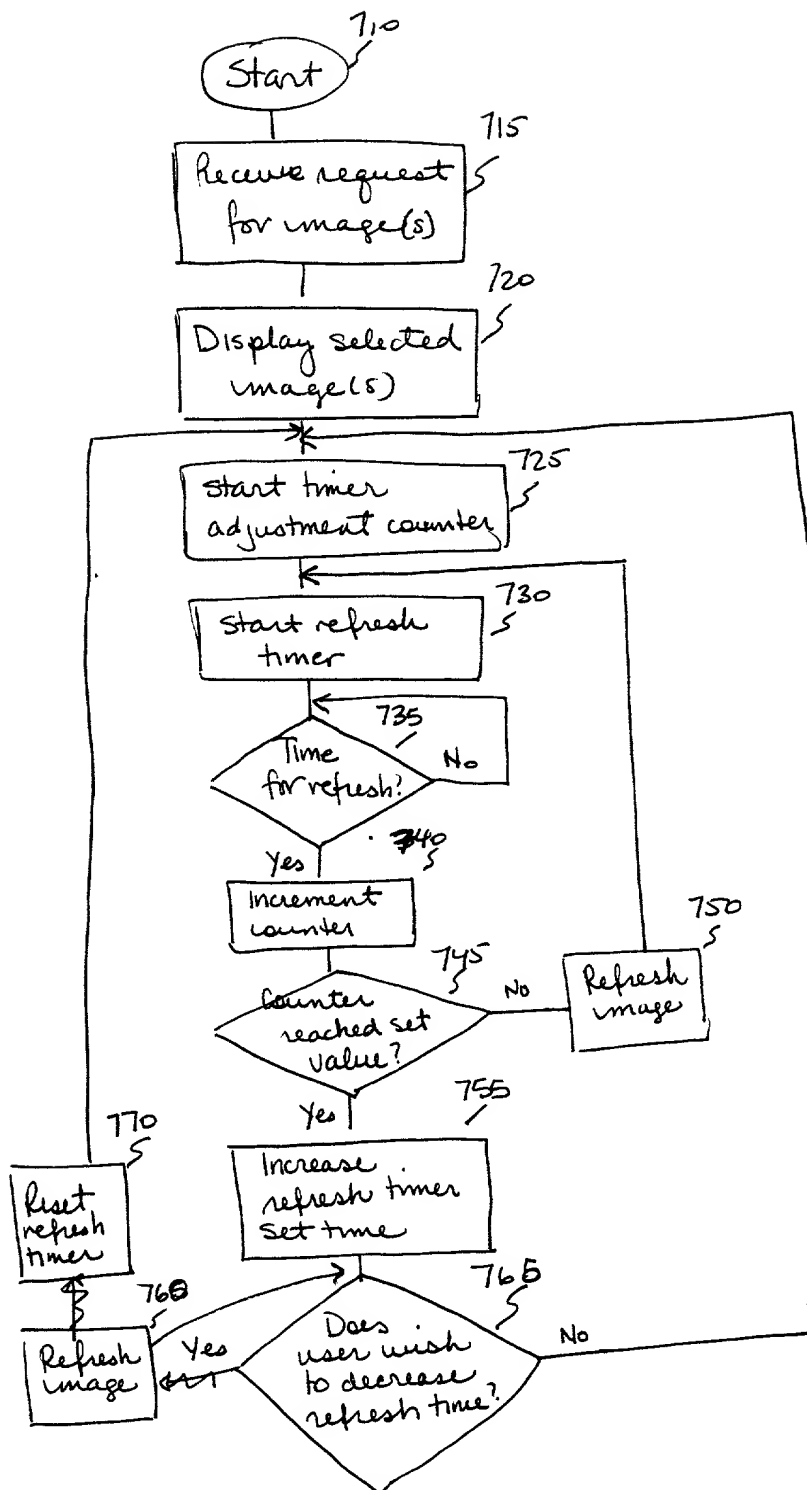 710
Start
715
Receive request
for image(s)
720
Display selected
image(s)
725
Start timer
adjustment counter
730
Start refresh
timer
735
Time
for refresh?
No
740
Yes
Increment
counter
745
Counter
reached set
value?
No
750
Refresh
image
Yes
755
Increase
refresh timer
set time
770
Reset
refresh
timer
760
Refresh
image
Yes
765
Does
user wish
to decrease
refresh time?
No